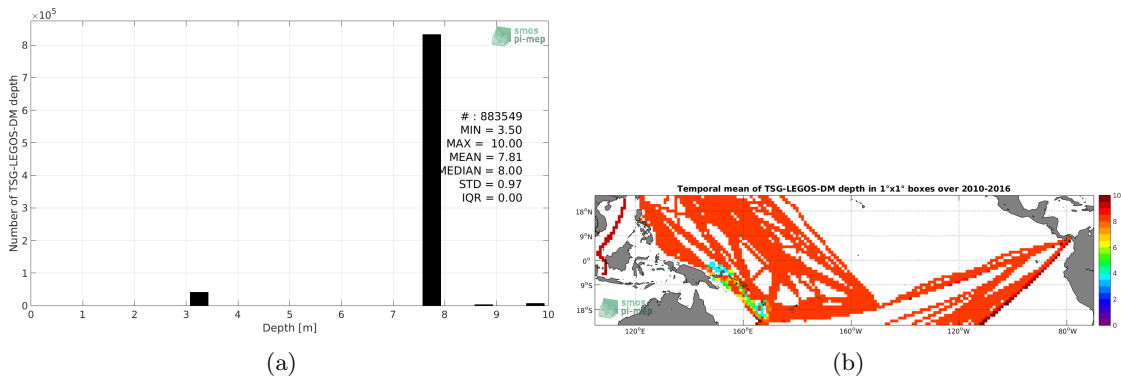 ×10⁵
8
7
6
5
4
3
2
1
0
Number of TSG-LEGOS-DM depth
smos
pi-mep
# : 883549
MIN = 3.50
MAX = 10.00
MEAN = 7.81
MEDIAN = 8.00
STD = 0.97
IQR = 0.00
0 1 2 3 4 5 6 7 8 9 10
Depth [m]
(a)
Temporal mean of TSG-LEGOS-DM depth in 1°x1° boxes over 2010-2016
18°N
9°N
0°
9°S
18°S
smos
pi-mep
120°E 160°E 160°W 120°W 80°W
10
8
6
4
2
0
(b)